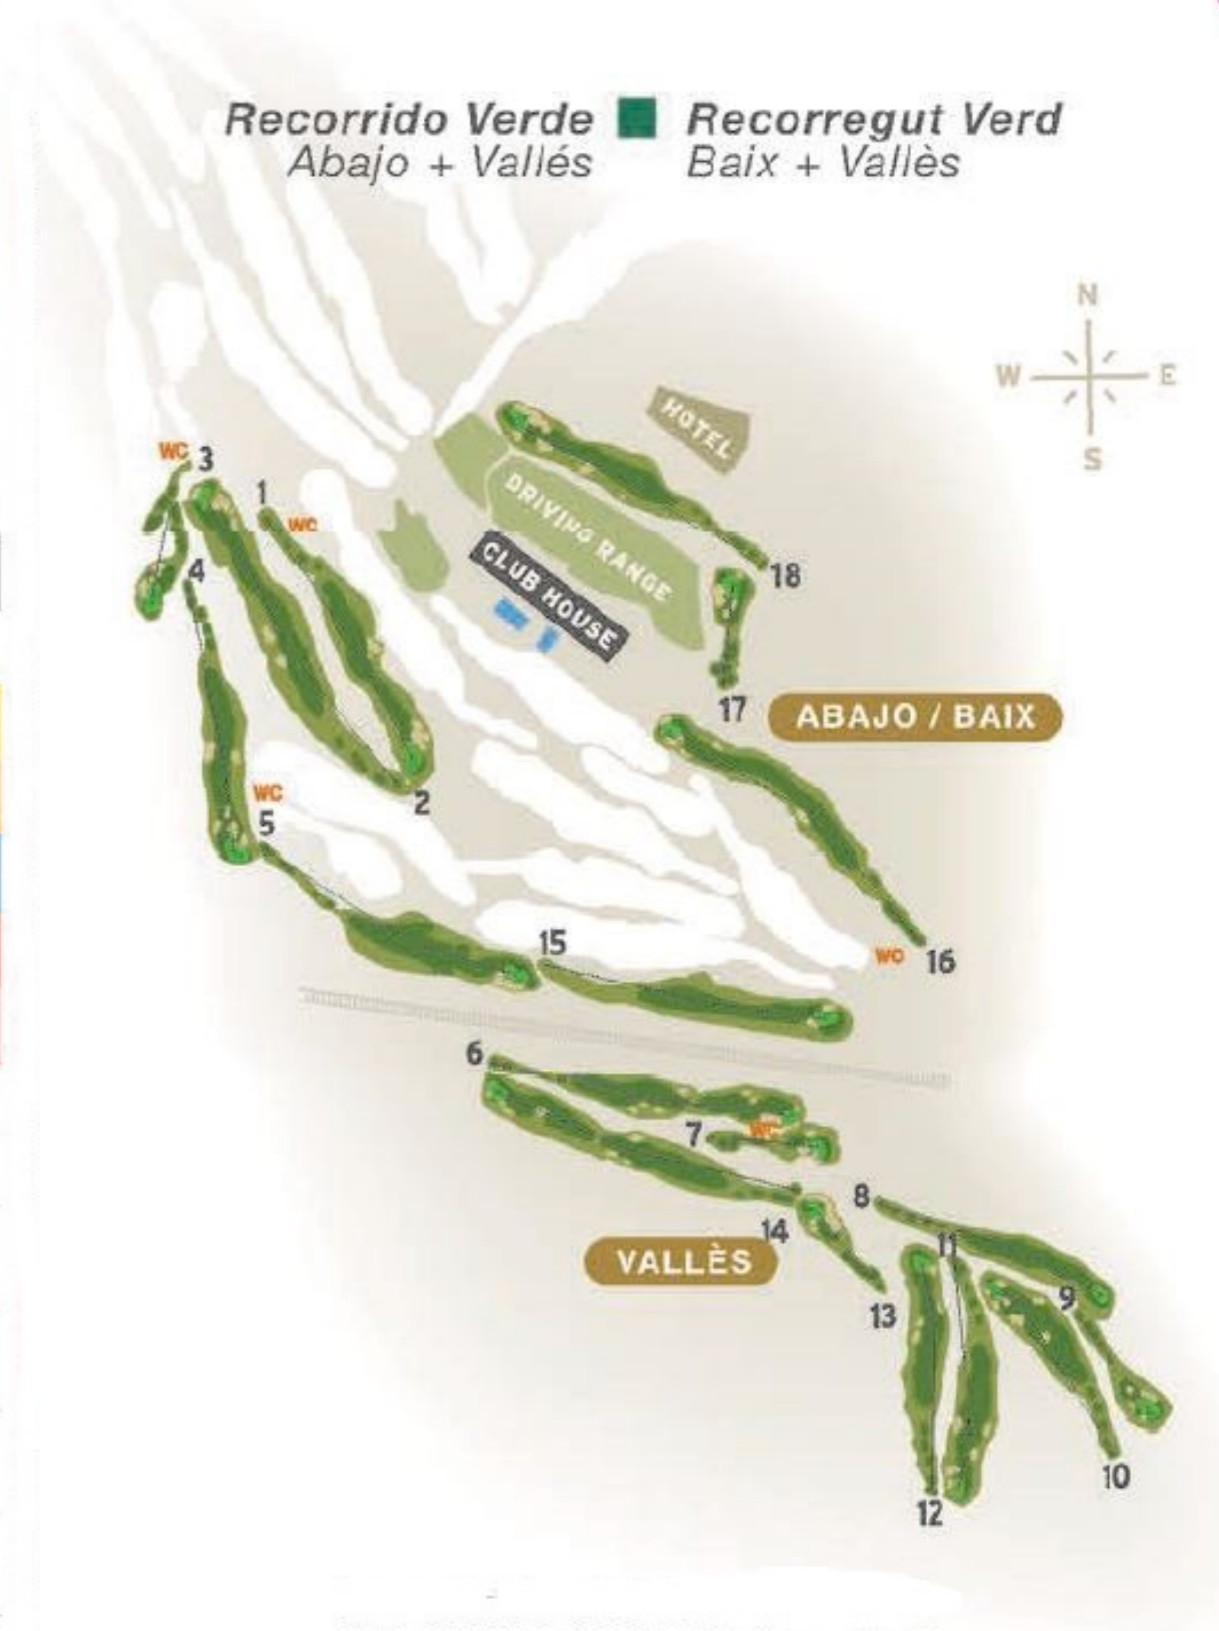 Recorrido Verde
Abajo + Vallés
Recorregut Verd
Baix + Vallès
N
W
E
S
HOTEL
DRIVING RANGE
CLUB HOUSE
WC
3
1
WC
4
18
17
ABAJO / BAIX
2
WC
5
15
WC
16
6
7
WC
8
14
VALLÈS
11
9
13
10
12